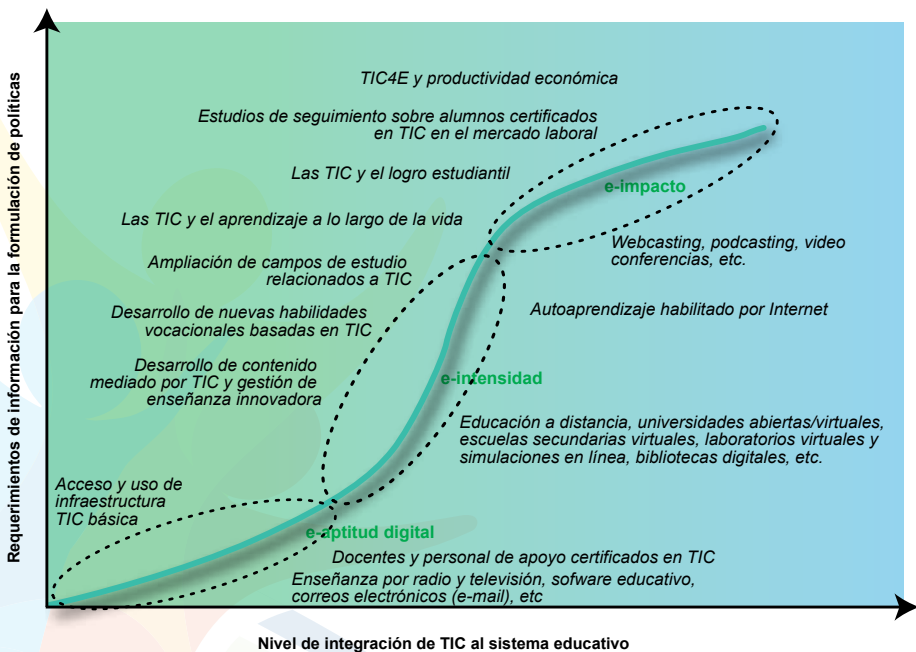 Requerimientos de información para la formulación de políticas
TIC4E y productividad económica
Estudios de seguimiento sobre alumnos certificados
en TIC en el mercado laboral
Las TIC y el logro estudiantil
e-impacto
Las TIC y el aprendizaje a lo largo de la vida
Webcasting, podcasting, video
conferencias, etc.
Ampliación de campos de estudio
relacionados a TIC
Desarrollo de nuevas habilidades
vocacionales basadas en TIC
Autoaprendizaje habilitado por Internet
Desarrollo de contenido
mediado por TIC y gestión de
enseñanza innovadora
e-intensidad
Educación a distancia, universidades abiertas/virtuales,
escuelas secundarias virtuales, laboratorios virtuales y
simulaciones en línea, bibliotecas digitales, etc.
Acceso y uso de
infraestructura
TIC básica
e-aptitud digital
Docentes y personal de apoyo certificados en TIC
Enseñanza por radio y televisión, sofware educativo,
correos electrónicos (e-mail), etc
Nivel de integración de TIC al sistema educativo